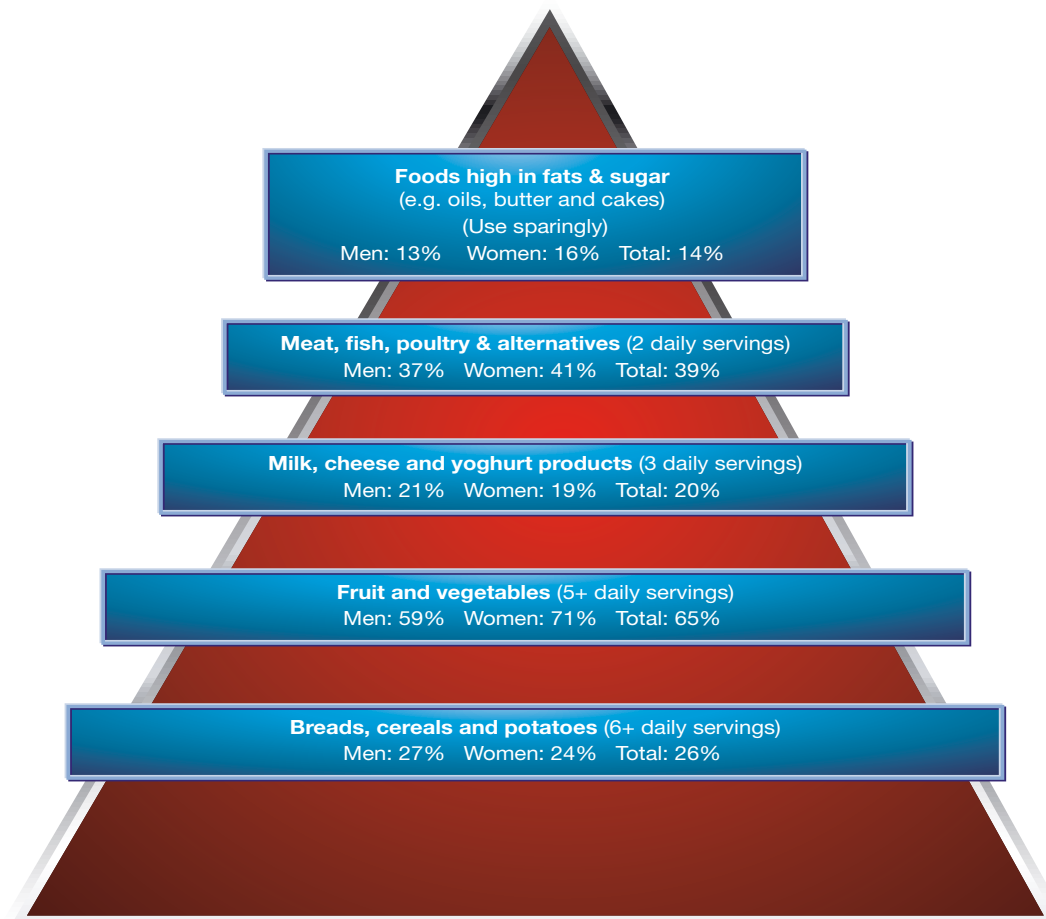 Foods high in fats & sugar
(e.g. oils, butter and cakes)
(Use sparingly)
Men: 13% Women: 16% Total: 14%
Meat, fish, poultry & alternatives (2 daily servings)
Men: 37% Women: 41% Total: 39%
Milk, cheese and yoghurt products (3 daily servings)
Men: 21% Women: 19% Total: 20%
Fruit and vegetables (5+ daily servings)
Men: 59% Women: 71% Total: 65%
Breads, cereals and potatoes (6+ daily servings)
Men: 27% Women: 24% Total: 26%